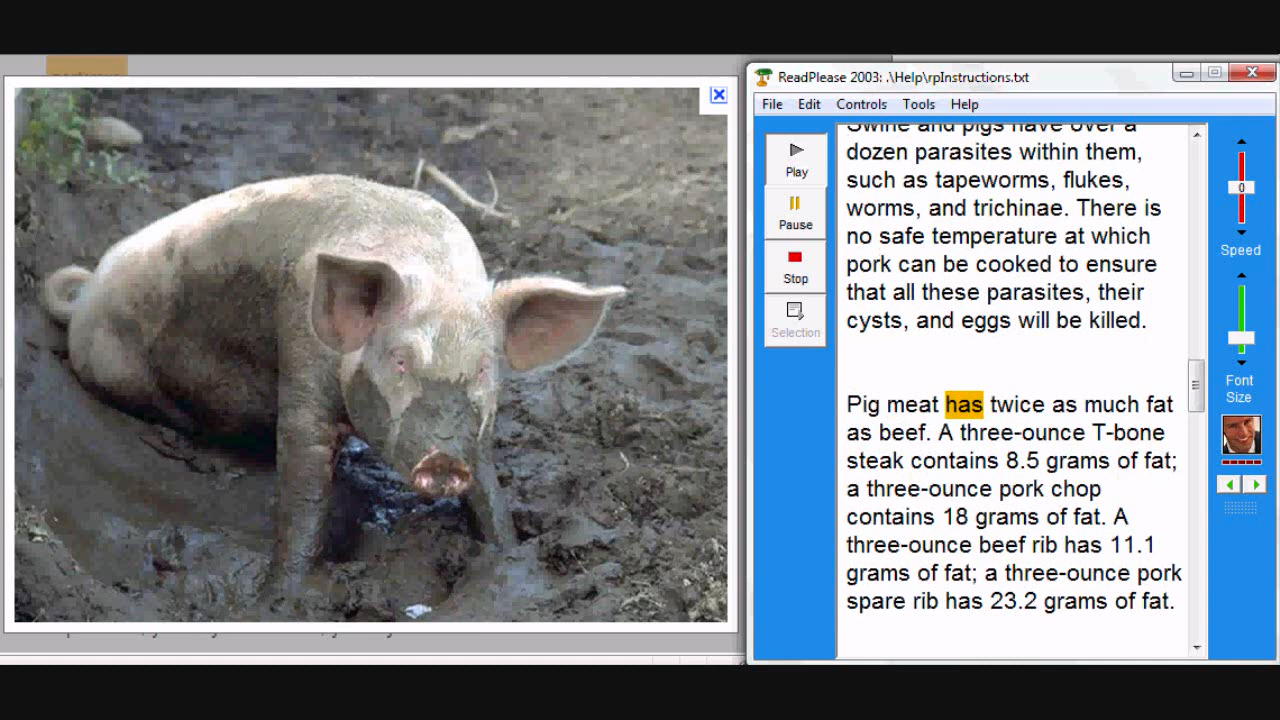 ReadPlease 2003: .\Help\rpInstructions.txt
File Edit Controls Tools Help
Play
Pause
Stop
Selection
Swine and pigs have over a
dozen parasites within them,
such as tapeworms, flukes,
worms, and trichinae. There is
no safe temperature at which
pork can be cooked to ensure
that all these parasites, their
cysts, and eggs will be killed.
Pig meat has twice as much fat
as beef. A three-ounce T-bone
steak contains 8.5 grams of fat;
a three-ounce pork chop
contains 18 grams of fat. A
three-ounce beef rib has 11.1
grams of fat; a three-ounce pork
spare rib has 23.2 grams of fat.
0
Speed
Font
Size